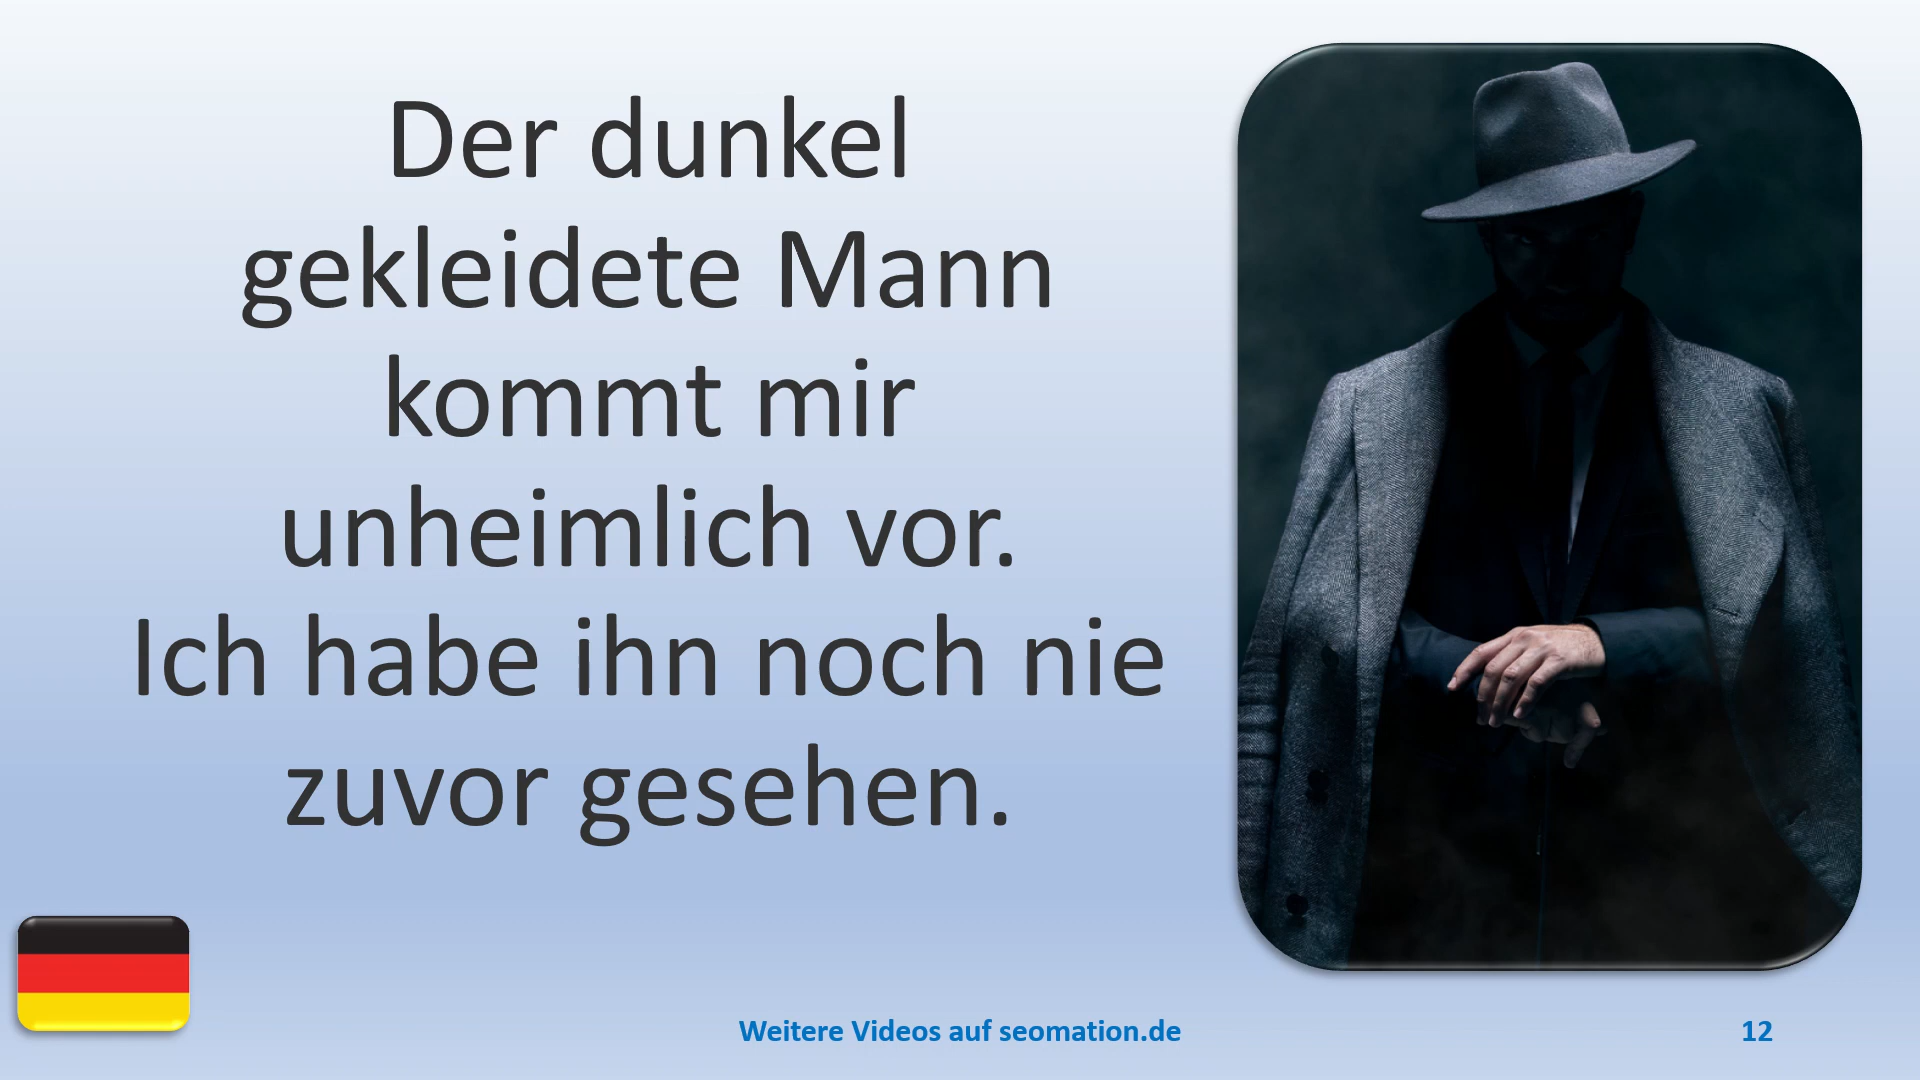 Der dunkel
gekleidete Mann
kommt mir
unheimlich vor.
Ich habe ihn noch nie
zuvor gesehen.
Weitere Videos auf seomation.de
12